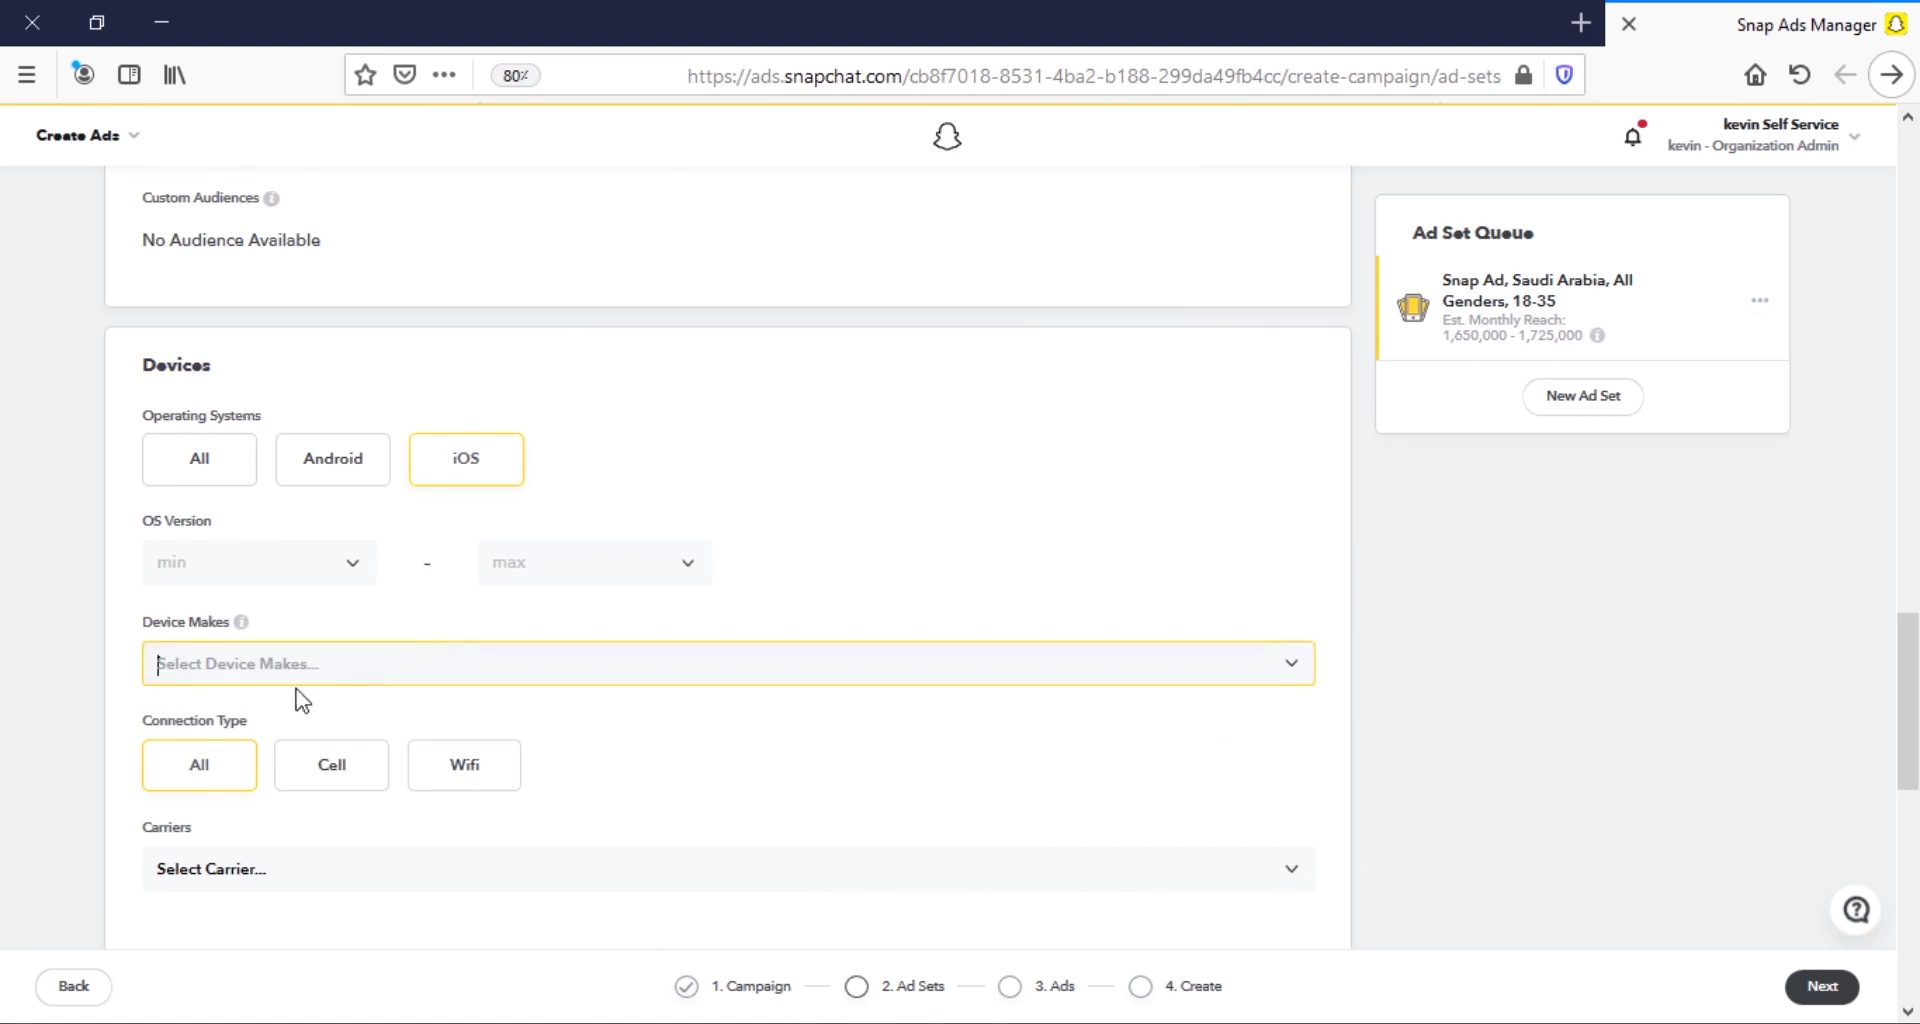 Snap Ads Manager
80%
https://ads.snapchat.com/cb8f7018-8531-4ba2-b188-299da49fb4cc/create-campaign/ad-sets
Create Ads
kevin Self Service
kevin - Organization Admin
Custom Audiences
No Audience Available
Ad Set Queue
Snap Ad, Saudi Arabia, All
Genders, 18-35
Est. Monthly Reach:
1,650,000 - 1,725,000
New Ad Set
Devices
Operating Systems
All
Android
iOS
OS Version
min
-
max
Device Makes
Select Device Makes...
Connection Type
All
Cell
Wifi
Carriers
Select Carrier...
Back
1. Campaign
2. Ad Sets
3. Ads
4. Create
Next